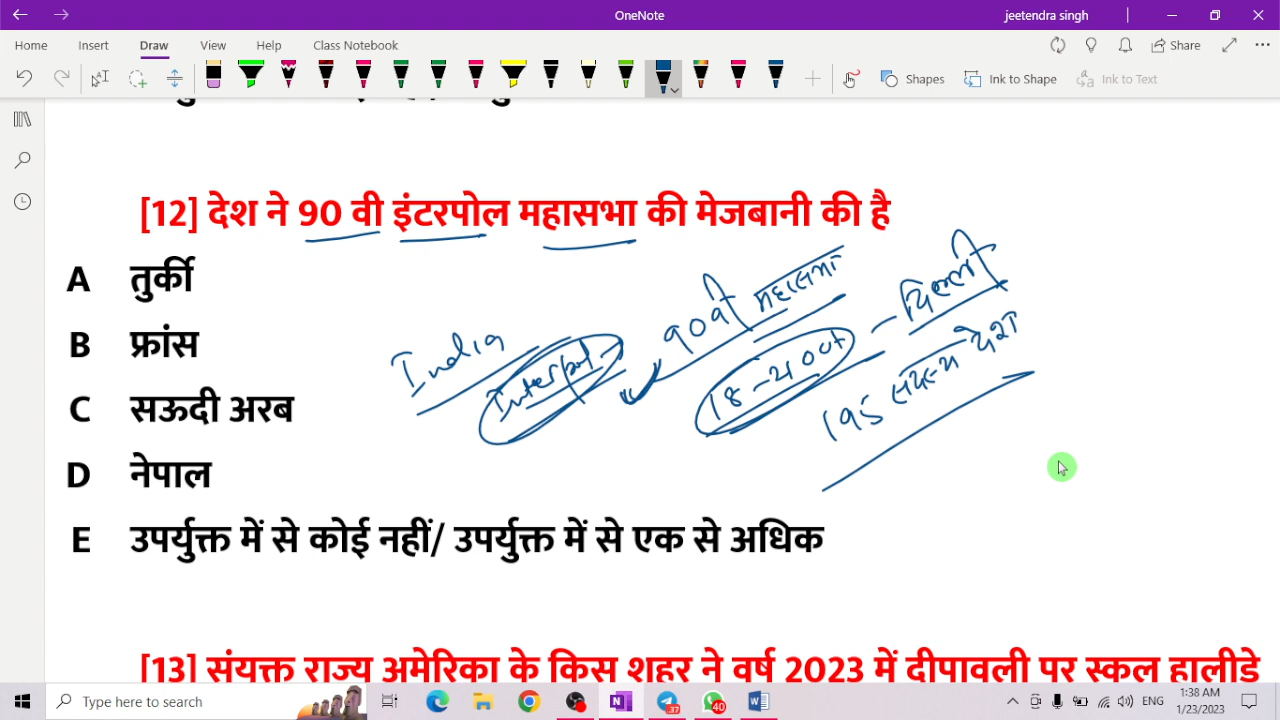 OneNote
jeetendra singh
Home Insert Draw View Help Class Notebook
Share
Shapes Ink to Shape Ink to Text
[12] देश ने 90 वी इंटरपोल महासभा की मेजबानी की है
A तुर्की
B फ्रांस
C सऊदी अरब
D नेपाल
E उपर्युक्त में से कोई नहीं/ उपर्युक्त में से एक से अधिक
India
Interpol
90वी महासभा
18-21 Oct - दिल्ली
195 सदस्य देश
[13] संयुक्त राज्य अमेरिका के किस शहर ने वर्ष 2023 में दीपावली पर स्कूल हालीडे
Type here to search
37
40
ENG
1:38 AM
1/23/2023